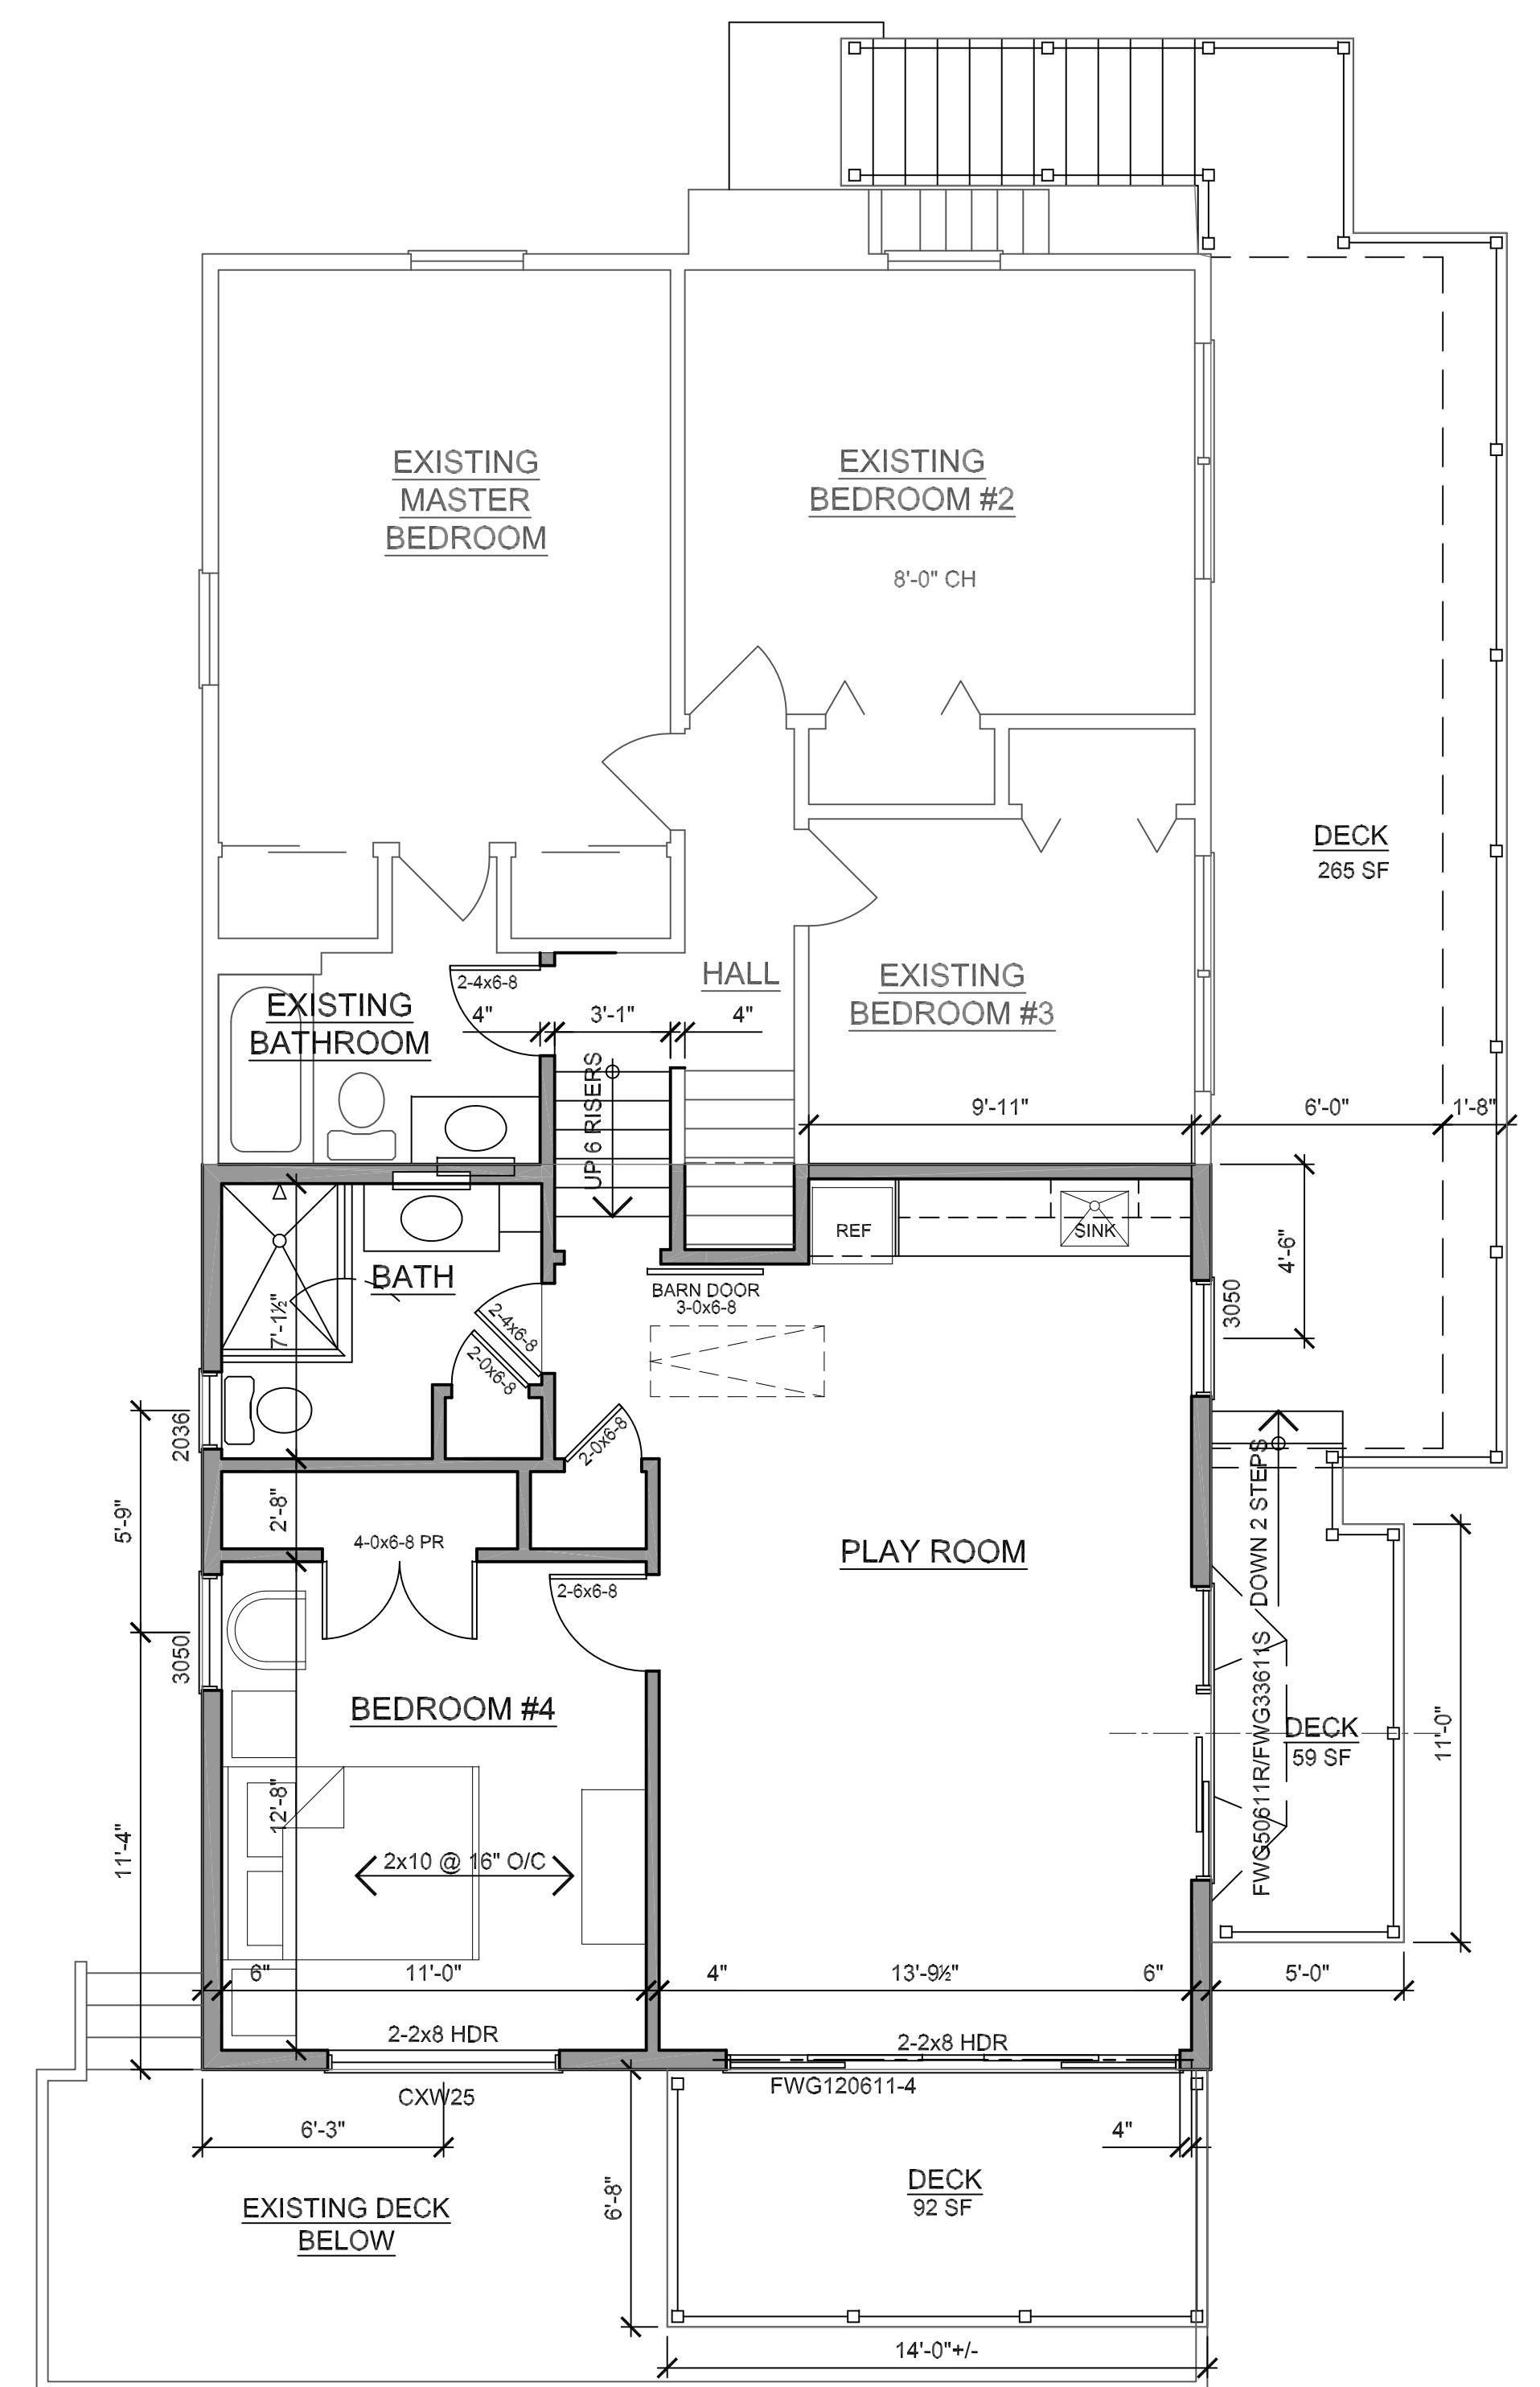 EXISTING
MASTER
BEDROOM
EXISTING
BEDROOM #2
8'-0" CH
DECK
265 SF
HALL
EXISTING
BEDROOM #3
2-4x6-8
EXISTING
BATHROOM
4"
3'-1"
4"
UP 6 RISERS
9'-11"
6'-0"
1'-8"
REF
SINK
4'-6"
3050
BATH
BARN DOOR
3-0x6-8
7'-1½"
2-4x6-8
2-0x6-8
2-0x6-8
2036
5'-9"
2'-8"
4-0x6-8 PR
2-6x6-8
PLAY ROOM
DOWN 2 STEPS
3050
BEDROOM #4
FWG50611R/FWG33611S
DECK
59 SF
11'-0"
12'-8"
11'-4"
2x10 @ 16" O/C
6"
11'-0"
4"
13'-9½"
6"
5'-0"
2-2x8 HDR
2-2x8 HDR
CXW25
FWG120611-4
6'-3"
4"
6'-8"
DECK
92 SF
EXISTING DECK
BELOW
14'-0"+/-